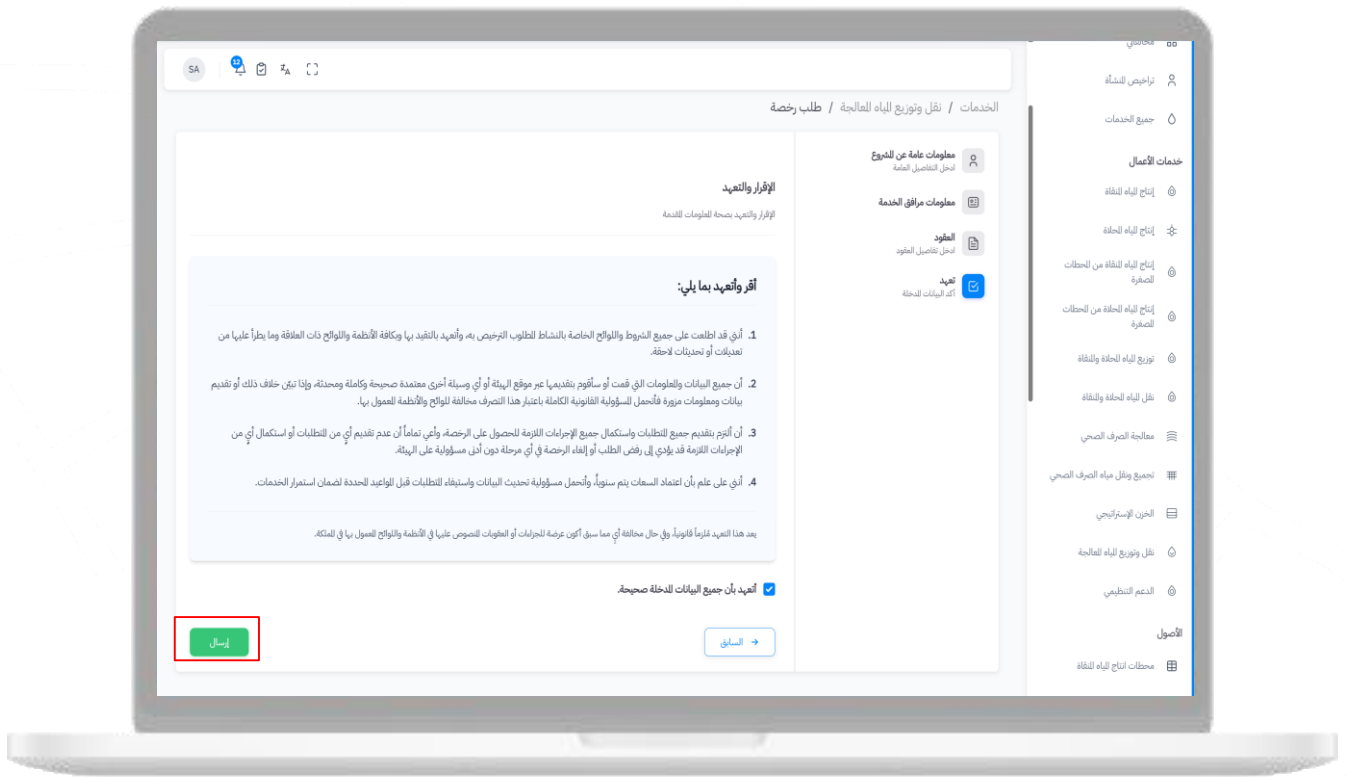 SA
12
الخدمات / نقل وتوزيع المياه المعالجة / طلب رخصة
تراخيص المنشأة
جميع الخدمات
خدمات الأعمال
إنتاج المياه المنقاة
إنتاج المياه المحلاة
إنتاج المياه المنقاة من المحطات
المصغرة
إنتاج المياه المحلاة من المحطات
المصغرة
توزيع المياه المحلاة والمنقاة
نقل المياه المحلاة والمنقاة
معالجة الصرف الصحي
تجميع ونقل مياه الصرف الصحي
الخزن الإستراتيجي
نقل وتوزيع المياه المعالجة
الدعم التنظيمي
الأصول
محطات انتاج المياه المنقاة
معلومات عامة عن المشروع
ادخل التفاصيل العامة
معلومات مرافق الخدمة
العقود
ادخل تفاصيل العقود
تعهد
أكد البيانات المدخلة
الإقرار والتعهد
الإقرار والتعهد بصحة المعلومات المقدمة
أقر وأتعهد بما يلي:
1. أنني قد اطلعت على جميع الشروط واللوائح الخاصة بالنشاط المطلوب الترخيص به، وأتعهد بالتقيد بها وبكافة الأنظمة واللوائح ذات العلاقة وما يطرأ عليها من
تعديلات أو تحديثات لاحقة.
2. أن جميع البيانات والمعلومات التي قمت أو سأقوم بتقديمها عبر موقع الهيئة أو أي وسيلة أخرى معتمدة صحيحة وكاملة ومحدثة، وإذا تبيّن خلاف ذلك أو تقديم
بيانات ومعلومات مزورة فأتحمل المسؤولية القانونية الكاملة باعتبار هذا التصرف مخالفة للوائح والأنظمة المعمول بها.
3. أن ألتزم بتقديم جميع المتطلبات واستكمال جميع الإجراءات اللازمة للحصول على الرخصة، وأعي تماماً أن عدم تقديم أيٍ من المتطلبات أو استكمال أيٍ من
الإجراءات اللازمة قد يؤدي إلى رفض الطلب أو إلغاء الرخصة في أي مرحلة دون أدنى مسؤولية على الهيئة.
4. أنني على علم بأن اعتماد السعات يتم سنوياً، وأتحمل مسؤولية تحديث البيانات واستيفاء المتطلبات قبل المواعيد المحددة لضمان استمرار الخدمات.
يعد هذا التعهد مُلزماً قانونياً، وفي حال مخالفة أيٍ مما سبق أكون عرضة للجزاءات أو العقوبات المنصوص عليها في الأنظمة واللوائح المعمول بها في المملكة.
أتعهد بأن جميع البيانات المدخلة صحيحة.
السابق
إرسال